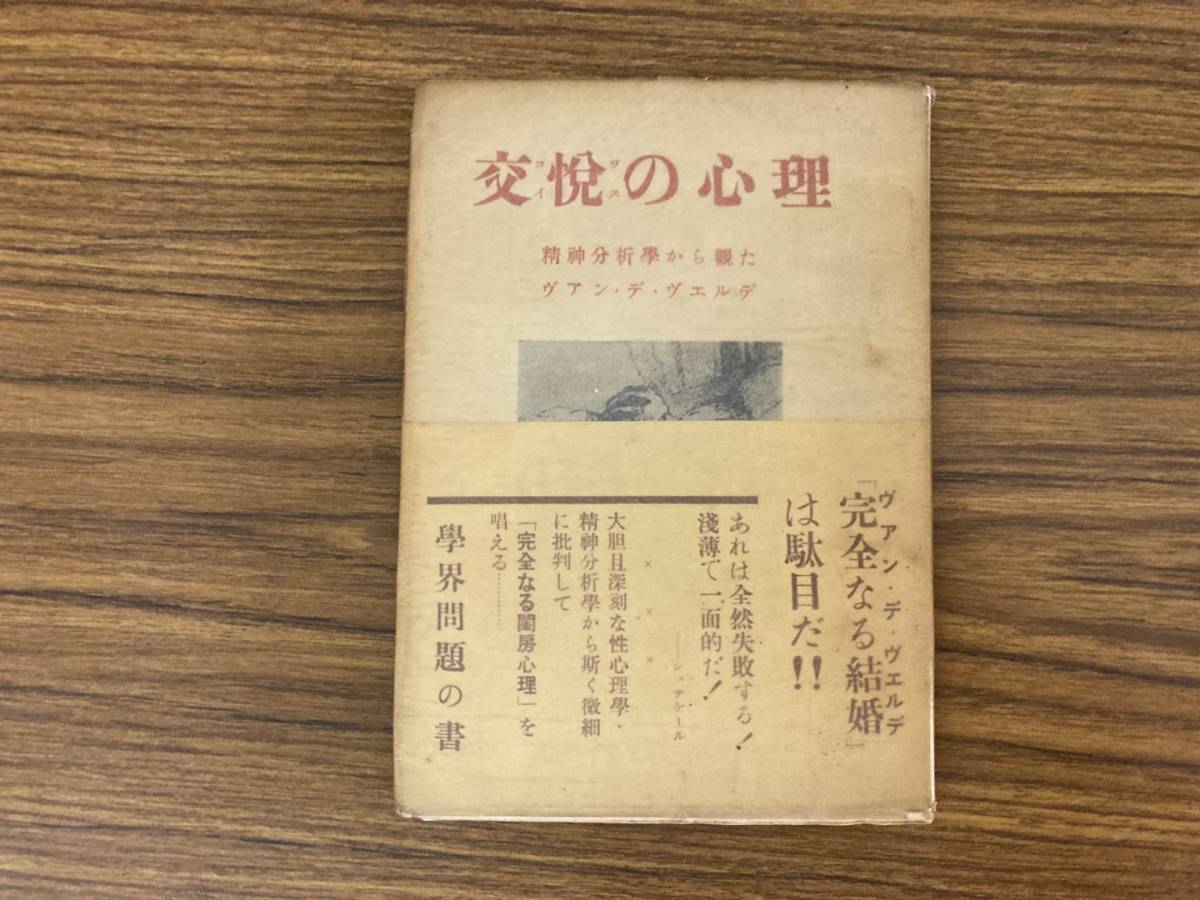 交悅の心理
コイ ツス
精神分析學から觀た
ヴアン・デ・ヴエルデ
ヴアン・デ・ヴエルデ
「完全なる結婚」
は駄目だ!!
あれは全然失敗する!
淺薄で一面的だ!
× × ×
大胆且深刻な性心理學・
精神分析學から斯く微細
に批判して
「完全なる閨房心理」を
唱える…………
學界問題の書